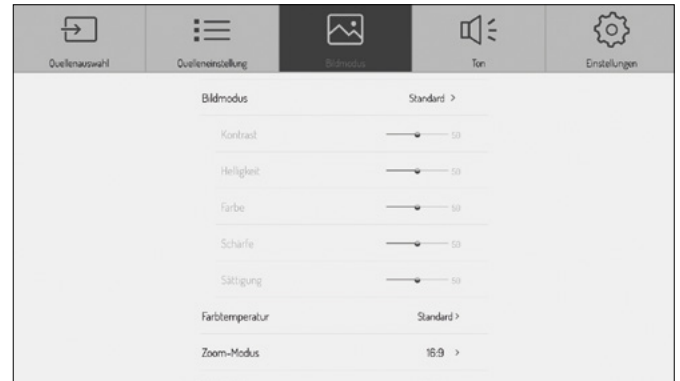 Quellenauswahl Quelleneinstellung Bildmodus Ton Einstellungen
Bildmodus Standard >
Kontrast 50
Helligkeit 50
Farbe 50
Schärfe 50
Sättigung 50
Farbtemperatur Standard >
Zoom-Modus 16:9 >